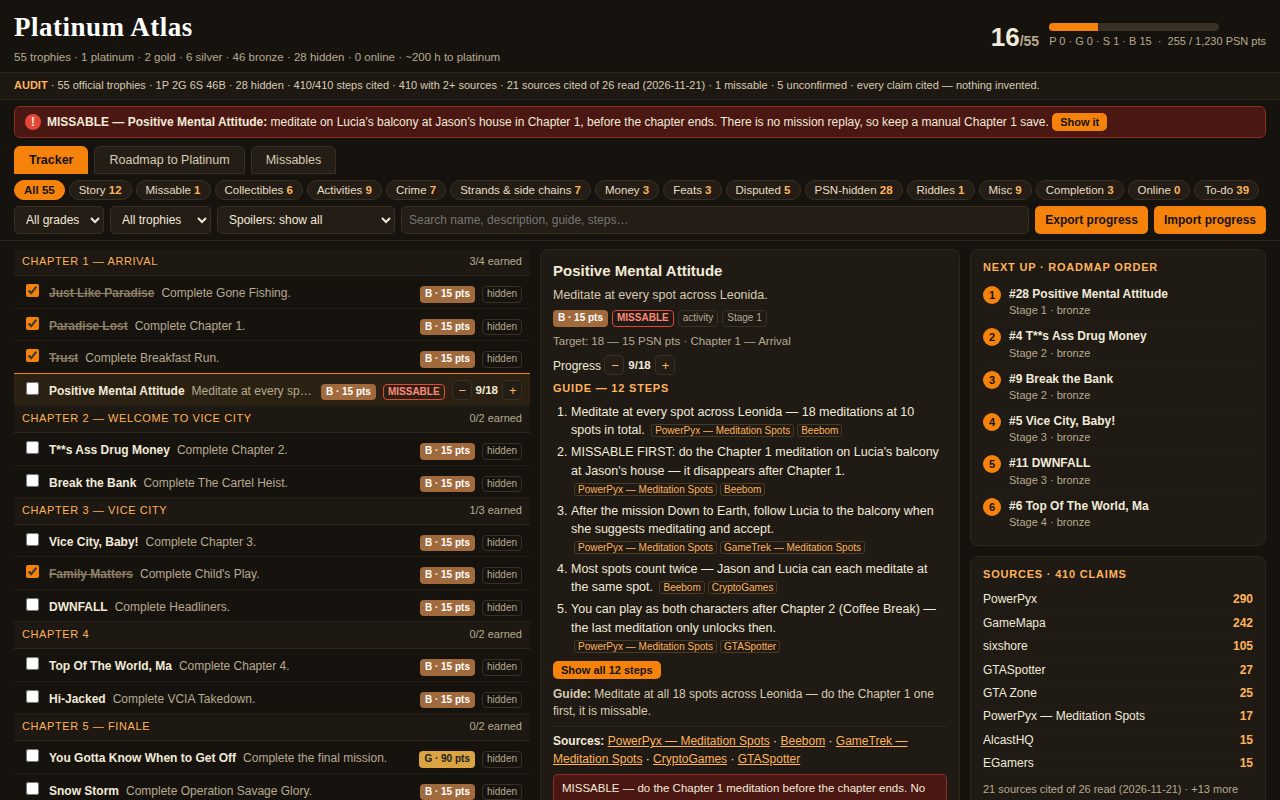 Platinum Atlas
55 trophies · 1 platinum · 2 gold · 6 silver · 46 bronze · 28 hidden · 0 online · ~200 h to platinum
16/55
P 0 · G 0 · S 1 · B 15 · 255 / 1,230 PSN pts
AUDIT · 55 official trophies · 1P 2G 6S 46B · 28 hidden · 410/410 steps cited · 410 with 2+ sources · 21 sources cited of 26 read (2026-11-21) · 1 missable · 5 unconfirmed · every claim cited — nothing invented.
! MISSABLE — Positive Mental Attitude: meditate on Lucia’s balcony at Jason’s house in Chapter 1, before the chapter ends. There is no mission replay, so keep a manual Chapter 1 save. Show it
Tracker Roadmap to Platinum Missables
All 55 Story 12 Missable 1 Collectibles 6 Activities 9 Crime 7 Strands & side chains 7 Money 3 Feats 3 Disputed 5 PSN-hidden 28 Riddles 1 Misc 9 Completion 3 Online 0 To-do 39
All grades All trophies Spoilers: show all Search name, description, guide, steps… Export progress Import progress
CHAPTER 1 — ARRIVAL 3/4 earned
Just Like Paradise Complete Gone Fishing. B · 15 pts hidden
Paradise Lost Complete Chapter 1. B · 15 pts hidden
Trust Complete Breakfast Run. B · 15 pts hidden
Positive Mental Attitude Meditate at every sp… B · 15 pts MISSABLE − 9/18 +
CHAPTER 2 — WELCOME TO VICE CITY 0/2 earned
T**s Ass Drug Money Complete Chapter 2. B · 15 pts hidden
Break the Bank Complete The Cartel Heist. B · 15 pts hidden
CHAPTER 3 — VICE CITY 1/3 earned
Vice City, Baby! Complete Chapter 3. B · 15 pts hidden
Family Matters Complete Child's Play. B · 15 pts hidden
DWNFALL Complete Headliners. B · 15 pts hidden
CHAPTER 4 0/2 earned
Top Of The World, Ma Complete Chapter 4. B · 15 pts hidden
Hi-Jacked Complete VCIA Takedown. B · 15 pts hidden
CHAPTER 5 — FINALE 0/2 earned
You Gotta Know When to Get Off Complete the final mission. G · 90 pts hidden
Snow Storm Complete Operation Savage Glory. B · 15 pts hidden
Positive Mental Attitude
Meditate at every spot across Leonida.
B · 15 pts MISSABLE activity Stage 1
Target: 18 — 15 PSN pts · Chapter 1 — Arrival
Progress − 9/18 +
GUIDE — 12 STEPS
1. Meditate at every spot across Leonida — 18 meditations at 10
spots in total. PowerPyx — Meditation Spots Beebom
2. MISSABLE FIRST: do the Chapter 1 meditation on Lucia's balcony
at Jason's house — it disappears after Chapter 1.
PowerPyx — Meditation Spots Beebom
3. After the mission Down to Earth, follow Lucia to the balcony when
she suggests meditating and accept.
PowerPyx — Meditation Spots GameTrek — Meditation Spots
4. Most spots count twice — Jason and Lucia can each meditate at
the same spot. Beebom CryptoGames
5. You can play as both characters after Chapter 2 (Coffee Break) —
the last meditation only unlocks then.
PowerPyx — Meditation Spots GTASpotter
Show all 12 steps
Guide: Meditate at all 18 spots across Leonida — do the Chapter 1 one
first, it is missable.
Sources: PowerPyx — Meditation Spots · Beebom · GameTrek —
Meditation Spots · CryptoGames · GTASpotter
MISSABLE — do the Chapter 1 meditation before the chapter ends. No
NEXT UP · ROADMAP ORDER
1 #28 Positive Mental Attitude
Stage 1 · bronze
2 #4 T**s Ass Drug Money
Stage 2 · bronze
3 #9 Break the Bank
Stage 2 · bronze
4 #5 Vice City, Baby!
Stage 3 · bronze
5 #11 DWNFALL
Stage 3 · bronze
6 #6 Top Of The World, Ma
Stage 4 · bronze
SOURCES · 410 CLAIMS
PowerPyx 290
GameMapa 242
sixshore 105
GTASpotter 27
GTA Zone 25
PowerPyx — Meditation Spots 17
AlcastHQ 15
EGamers 15
21 sources cited of 26 read (2026-11-21) · +13 more